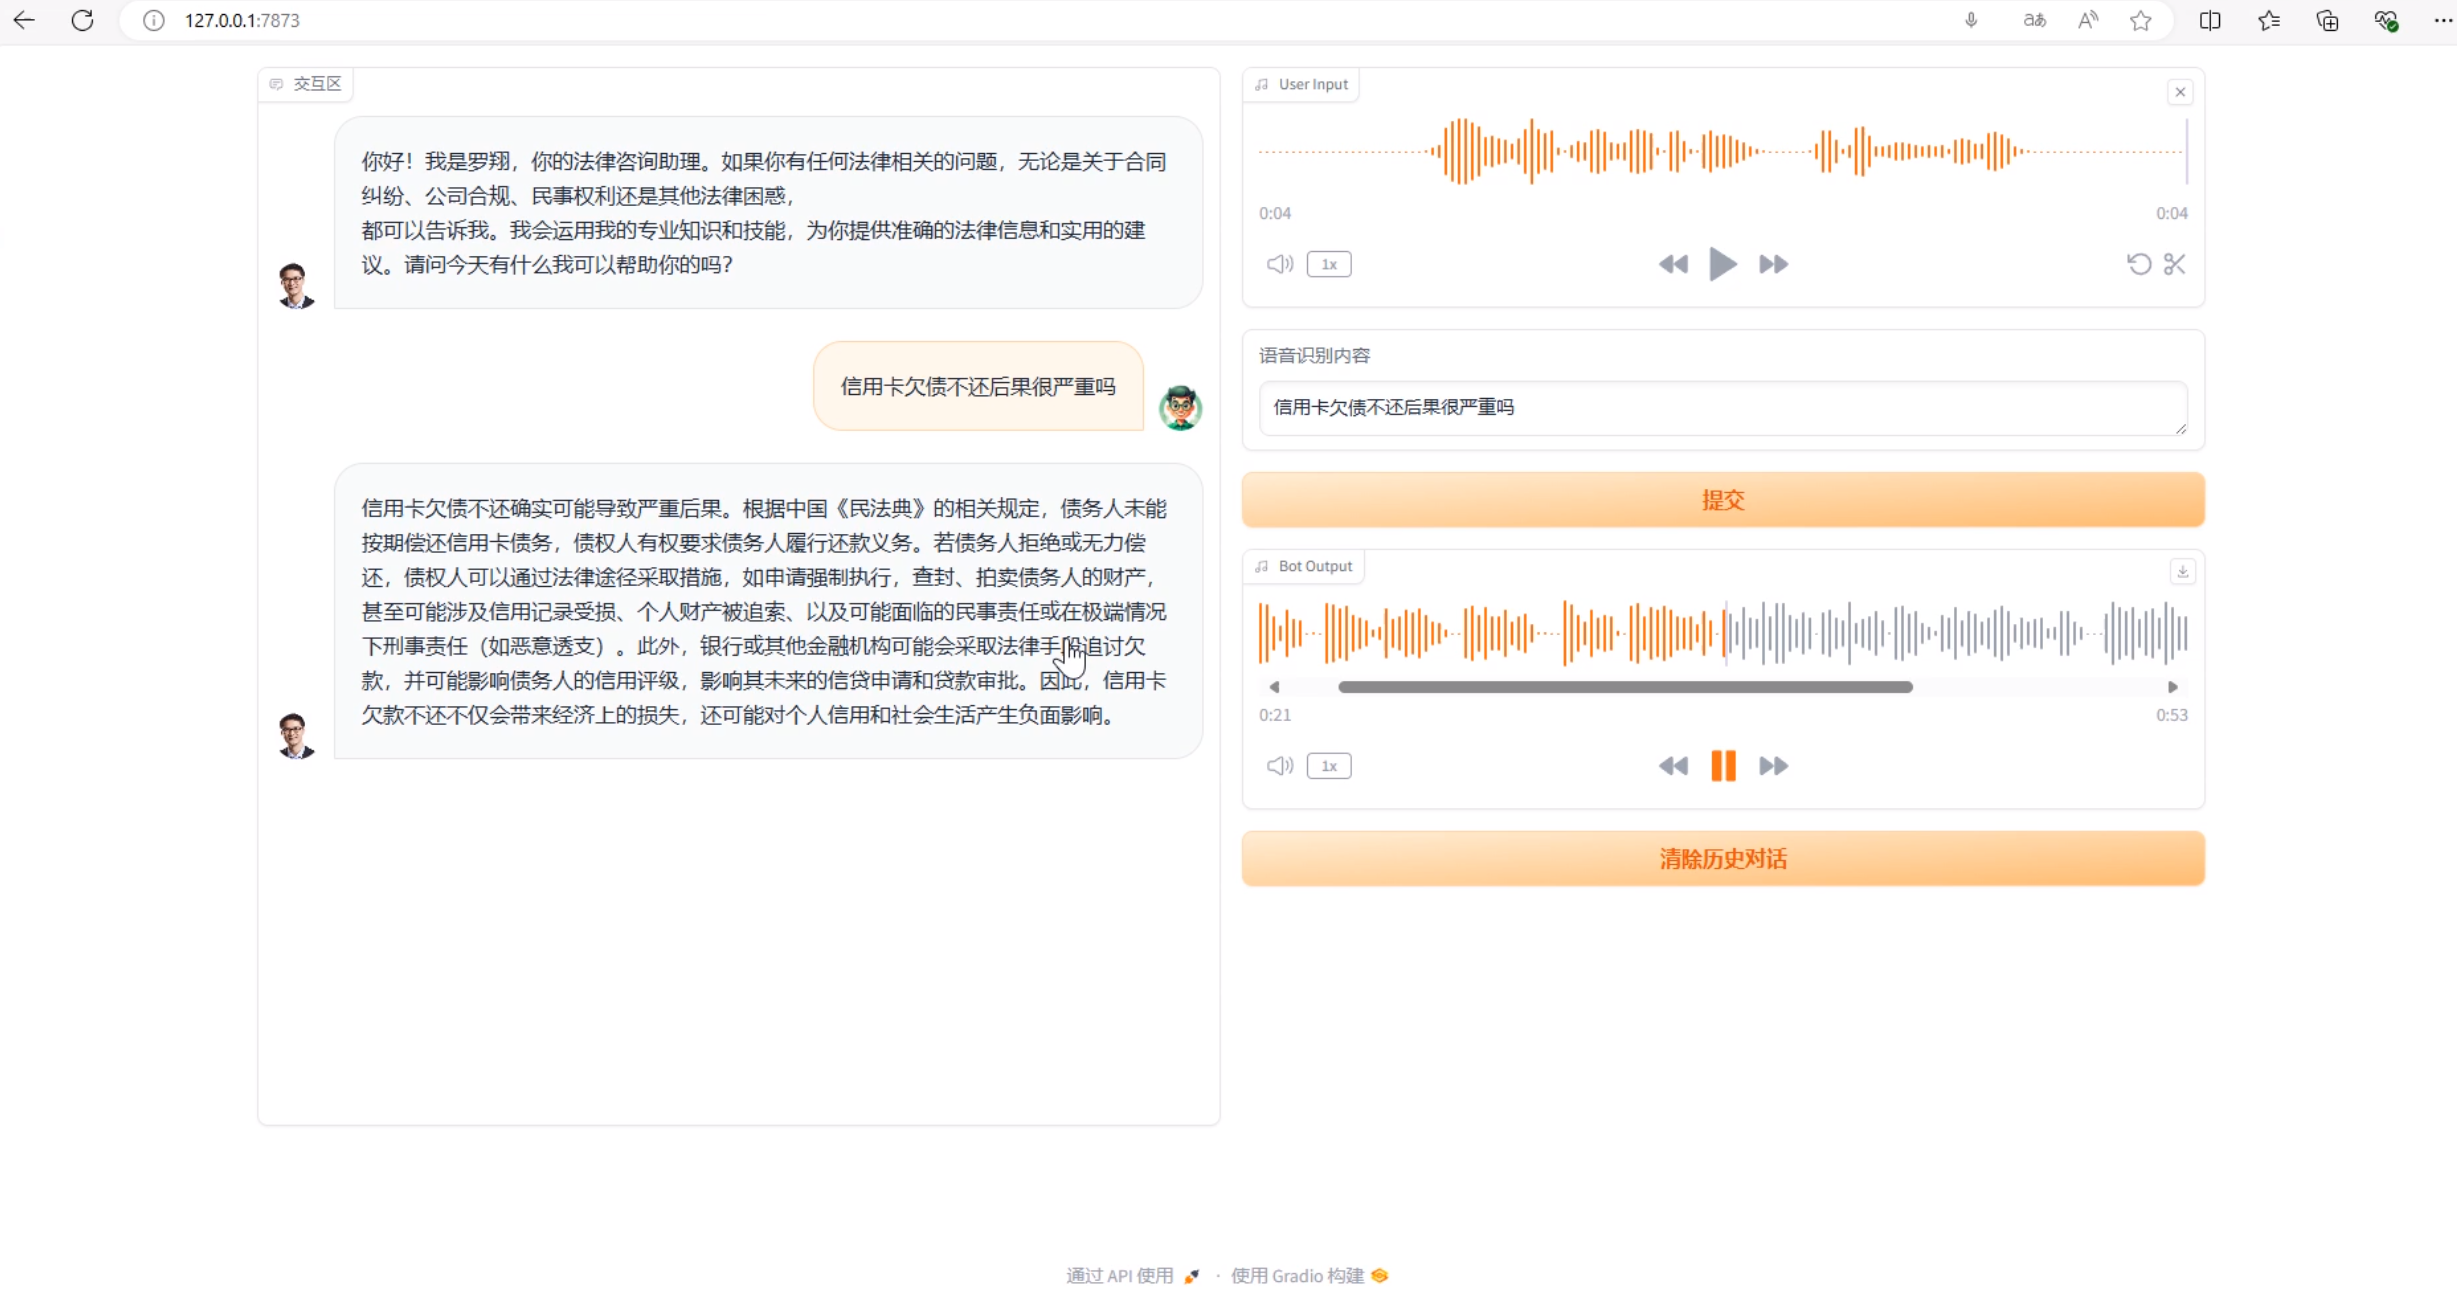 127.0.0.1:7873
交互区
你好！我是罗翔，你的法律咨询助理。如果你有任何法律相关的问题，无论是关于合同
纠纷、公司合规、民事权利还是其他法律困惑，
都可以告诉我。我会运用我的专业知识和技能，为你提供准确的法律信息和实用的建
议。请问今天有什么我可以帮助你的吗？
信用卡欠债不还后果很严重吗
信用卡欠债不还确实可能导致严重后果。根据中国《民法典》的相关规定，债务人未能
按期偿还信用卡债务，债权人有权要求债务人履行还款义务。若债务人拒绝或无力偿
还，债权人可以通过法律途径采取措施，如申请强制执行，查封、拍卖债务人的财产，
甚至可能涉及信用记录受损、个人财产被追索、以及可能面临的民事责任或在极端情况
下刑事责任（如恶意透支）。此外，银行或其他金融机构可能会采取法律手段追讨欠
款，并可能影响债务人的信用评级，影响其未来的信贷申请和贷款审批。因此，信用卡
欠款不还不仅会带来经济上的损失，还可能对个人信用和社会生活产生负面影响。
User Input
0:04
0:04
1x
语音识别内容
信用卡欠债不还后果很严重吗
提交
Bot Output
0:21
0:53
1x
清除历史对话
通过 API 使用 · 使用 Gradio 构建